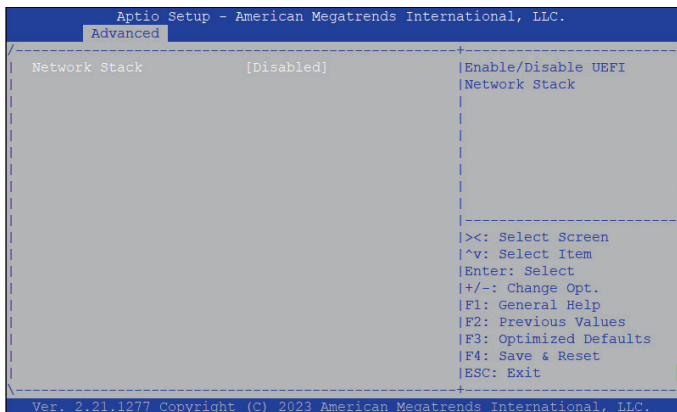 Aptio Setup - American Megatrends International, LLC.
Advanced
Network Stack [Disabled]
Enable/Disable UEFI
Network Stack
><: Select Screen
^v: Select Item
Enter: Select
+/-: Change Opt.
F1: General Help
F2: Previous Values
F3: Optimized Defaults
F4: Save & Reset
ESC: Exit
Ver. 2.21.1277 Copyright (C) 2023 American Megatrends International, LLC.